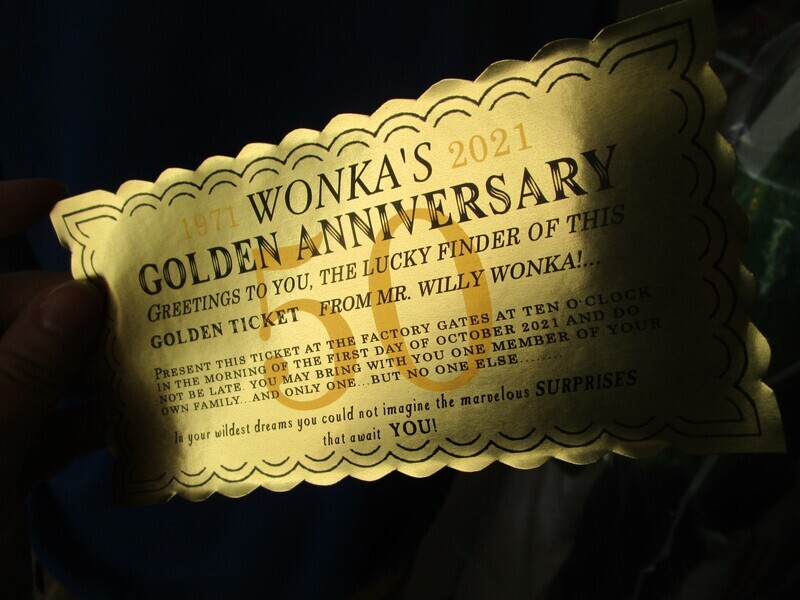 1971 WONKA'S 2021
GOLDEN ANNIVERSARY
50
GREETINGS TO YOU, THE LUCKY FINDER OF THIS
GOLDEN TICKET FROM MR. WILLY WONKA!...
PRESENT THIS TICKET AT THE FACTORY GATES AT TEN O'CLOCK
IN THE MORNING OF THE FIRST DAY OF OCTOBER 2021 AND DO
NOT BE LATE. YOU MAY BRING WITH YOU ONE MEMBER OF YOUR
OWN FAMILY...AND ONLY ONE...BUT NO ONE ELSE.........
In your wildest dreams you could not imagine the marvelous SURPRISES
that await YOU!